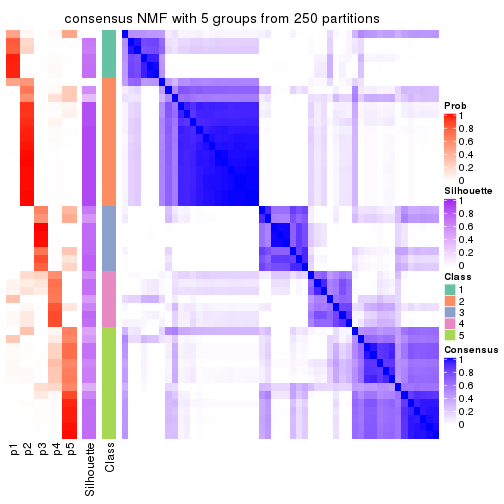 consensus NMF with 5 groups from 250 partitions
Prob
1
0.8
0.6
0.4
0.2
0
Silhouette
1
0.8
0.6
0.4
0.2
0
Class
1
2
3
4
5
Consensus
1
0.8
0.6
0.4
0.2
0
p1
p2
p3
p4
p5
Silhouette
Class